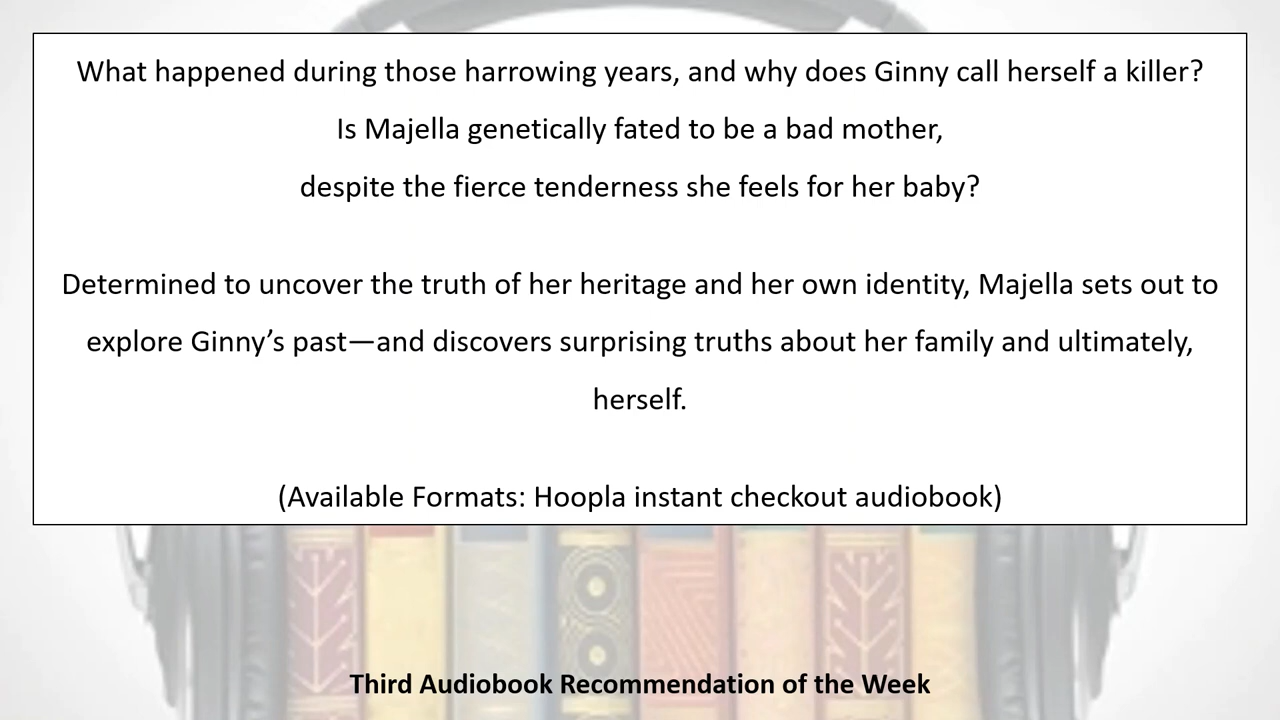 What happened during those harrowing years, and why does Ginny call herself a killer?
Is Majella genetically fated to be a bad mother,
despite the fierce tenderness she feels for her baby?
Determined to uncover the truth of her heritage and her own identity, Majella sets out to
explore Ginny’s past—and discovers surprising truths about her family and ultimately,
herself.
(Available Formats: Hoopla instant checkout audiobook)
Third Audiobook Recommendation of the Week